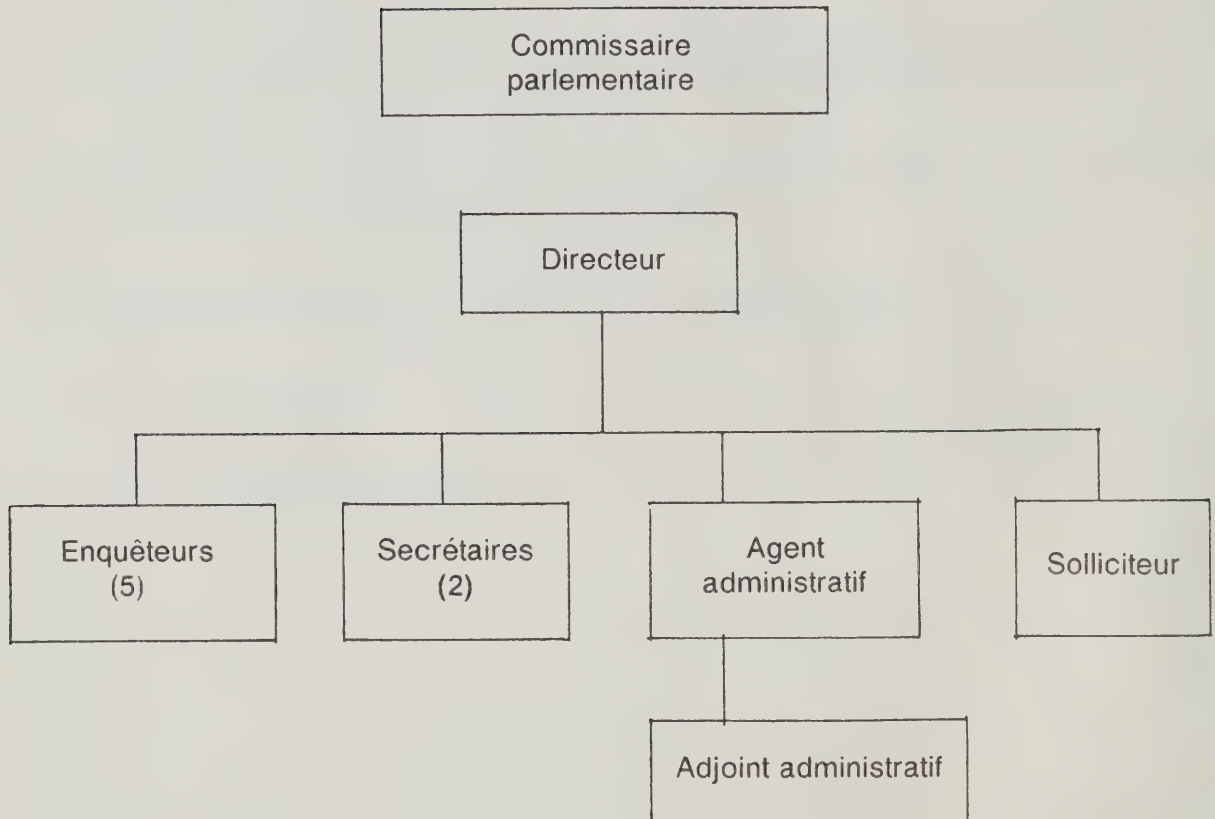 Commissaire
parlementaire
Directeur
Enquêteurs
(5)
Secrétaires
(2)
Agent
administratif
Solliciteur
Adjoint administratif